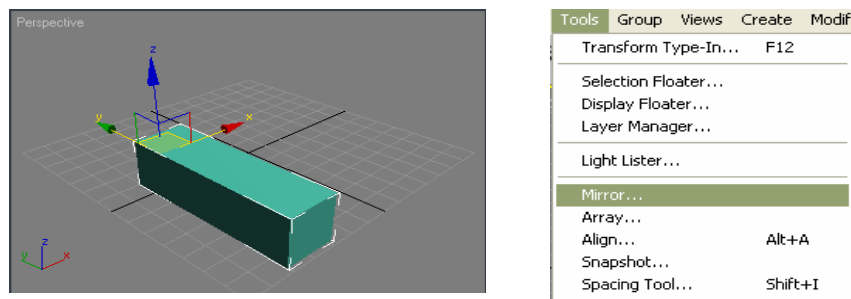 Perspective
z
y
x
z
y
x
Tools Group Views Create Modif
Transform Type-In... F12
Selection Floater...
Display Floater...
Layer Manager...
Light Lister...
Mirror...
Array...
Align... Alt+A
Snapshot...
Spacing Tool... Shift+I